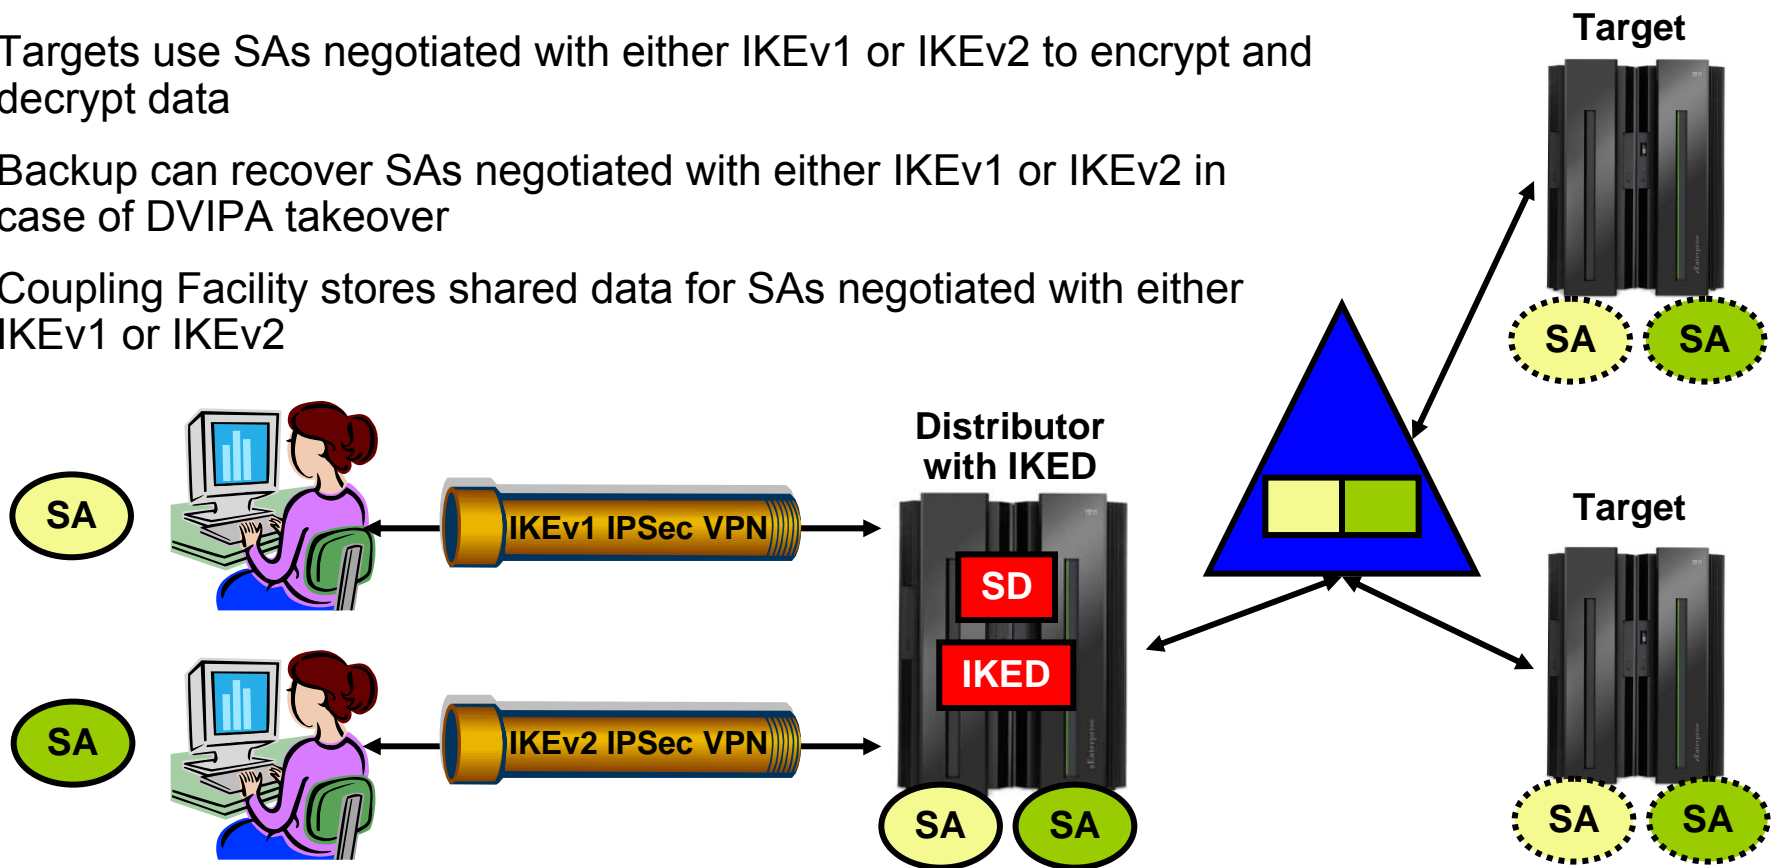 Targets use SAs negotiated with either IKEv1 or IKEv2 to encrypt and
decrypt data
Backup can recover SAs negotiated with either IKEv1 or IKEv2 in
case of DVIPA takeover
Coupling Facility stores shared data for SAs negotiated with either
IKEv1 or IKEv2
Target
SA
SA
Distributor
with IKED
SA
IKEv1 IPSec VPN
SD
IKED
Target
SA
IKEv2 IPSec VPN
SA
SA
SA
SA
zEnterprise
zEnterprise
zEnterprise